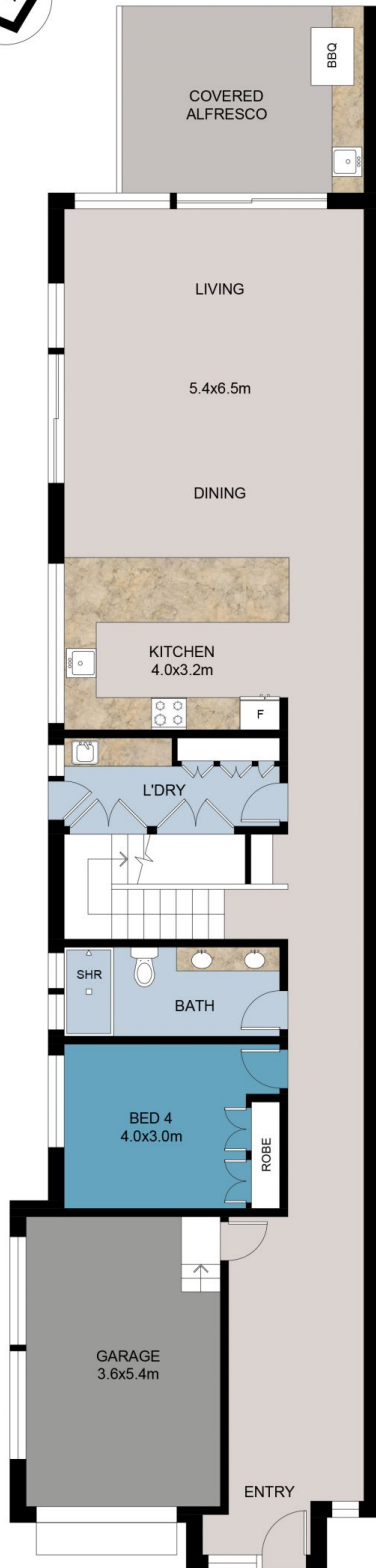 COVERED
ALFRESCO
BBQ
LIVING
5.4x6.5m
DINING
KITCHEN
4.0x3.2m
F
L'DRY
SHR
BATH
BED 4
4.0x3.0m
ROBE
GARAGE
3.6x5.4m
ENTRY